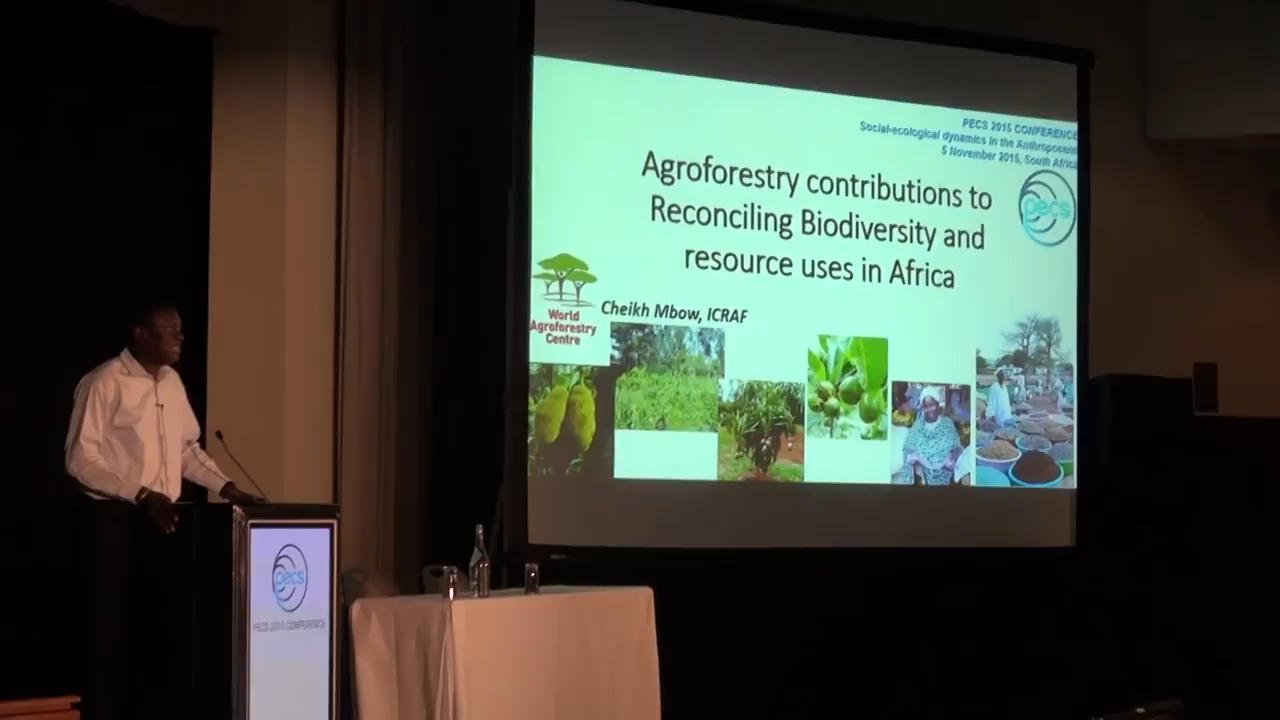 PECS 2015 CONFERENCE
Social-ecological dynamics in the Anthropocene
5 November 2015, South Africa
pecs
Agroforestry contributions to
Reconciling Biodiversity and
resource uses in Africa
World
Agroforestry
Centre
Cheikh Mbow, ICRAF
pecs
PECS 2015 CONFERENCE